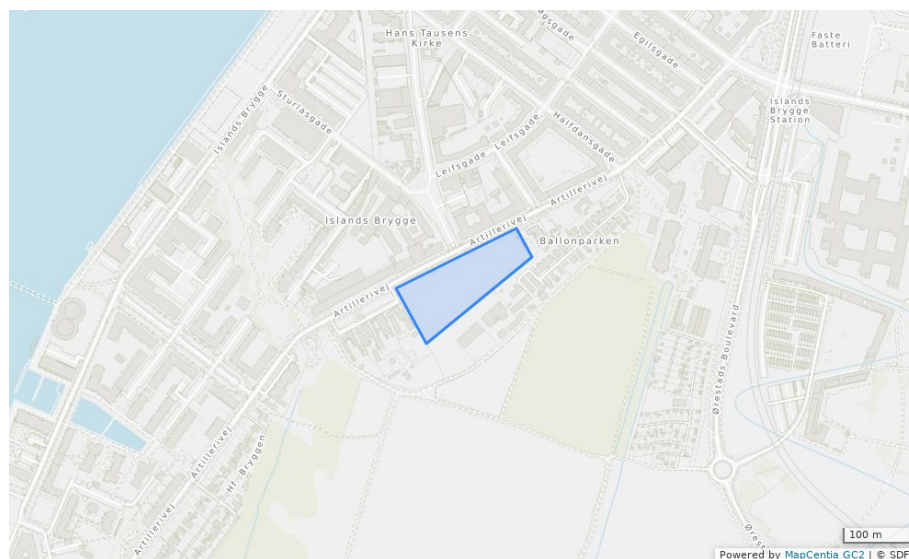 Hans Tausens
Kirke
Egilsgade
Faste
Batteri
Islands Brygge
Sturlasgade
Islands
Brygge
Station
Leifsgade
Leifsgade
Halfdansgade
Islands Brygge
Artillerivej
Artillerivej
Ballonparken
Artillerivej
Ørestads Boulevard
Artillerivej
Hf. Bryggen
Artillerivej
100 m
Powered by MapCentia GC2 | © SDF